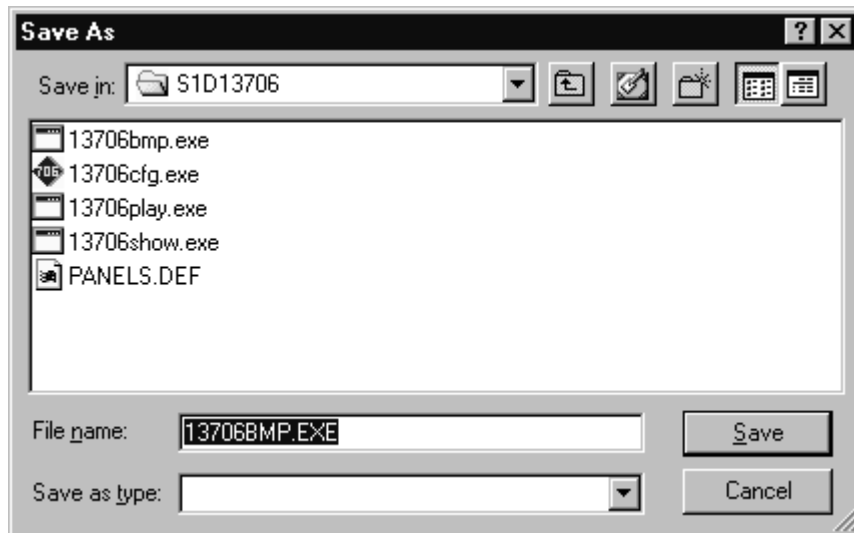 Save As
Save in: S1D13706
13706bmp.exe
706 13706cfg.exe
13706play.exe
13706show.exe
PANELS.DEF
File name: 13706BMP.EXE Save
Save as type: Cancel